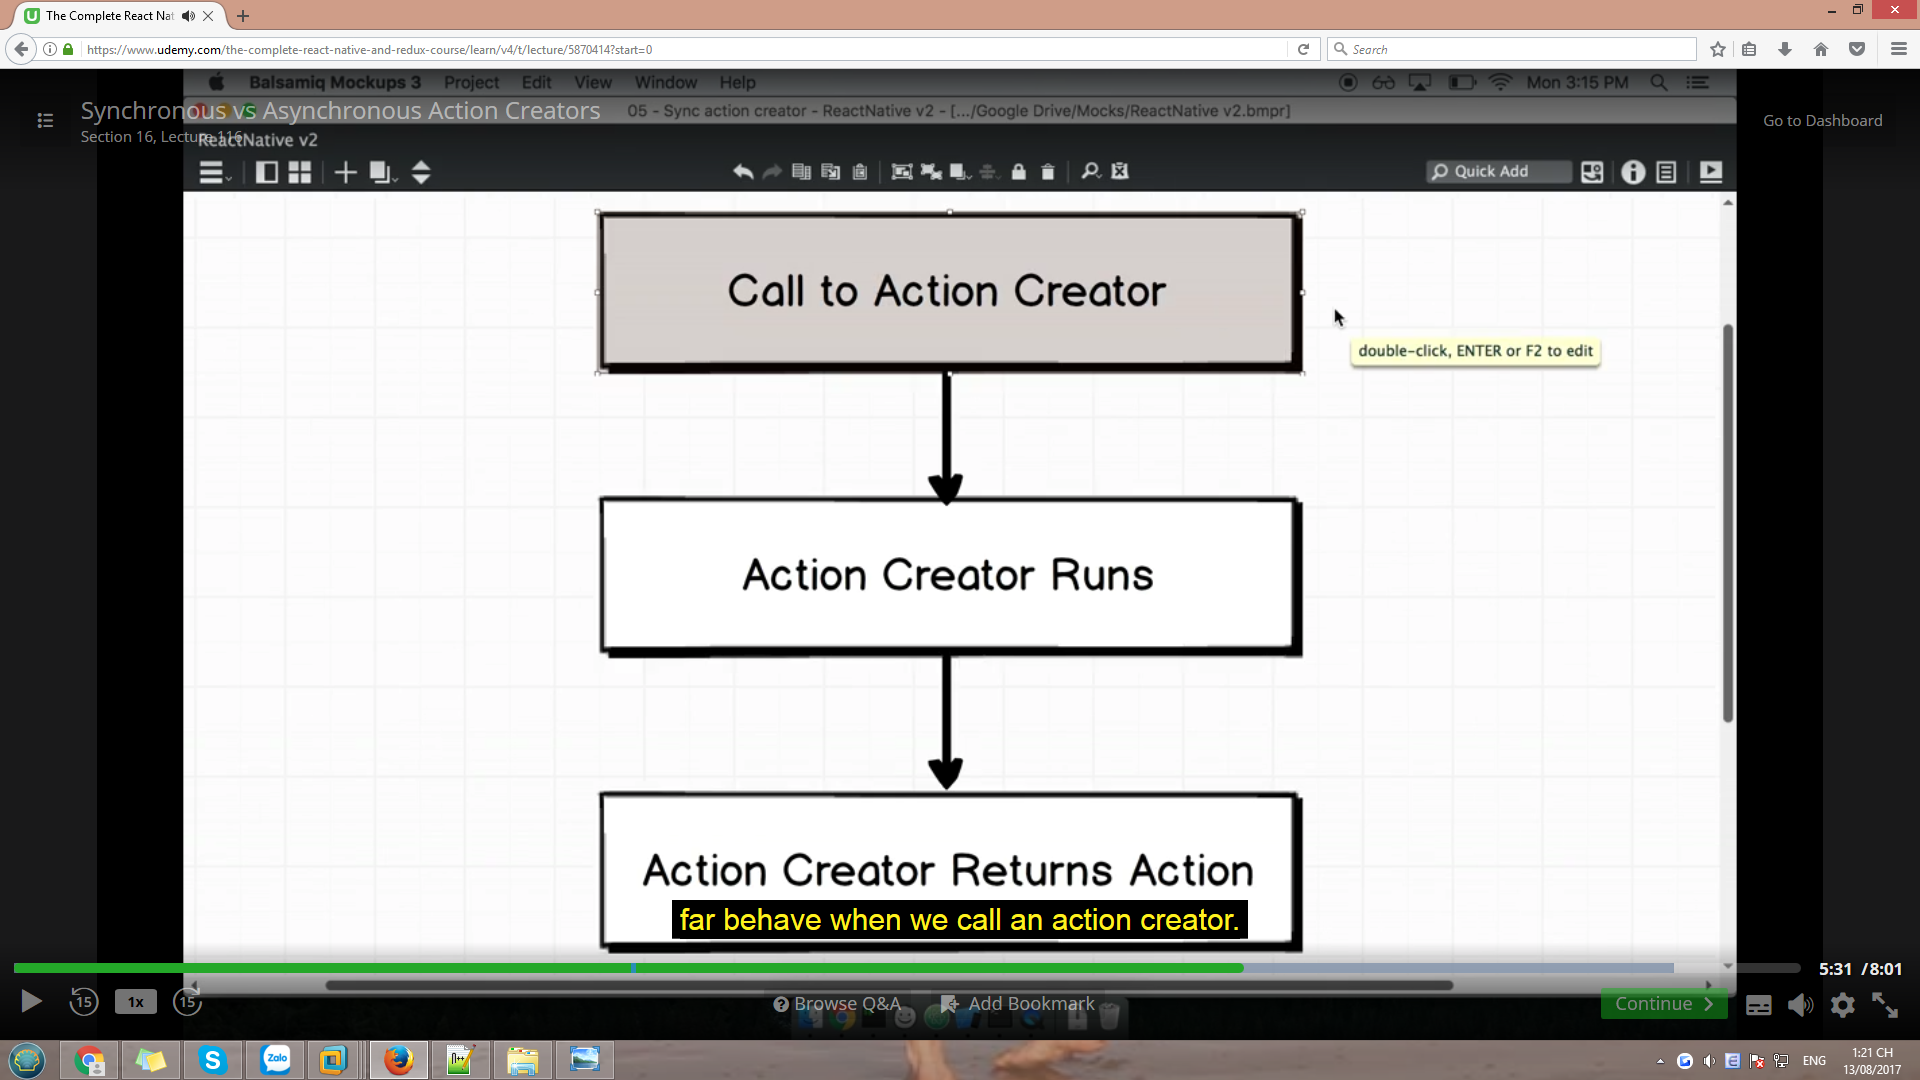 The Complete React Nat
https://www.udemy.com/the-complete-react-native-and-redux-course/learn/v4/t/lecture/5870414?start=0
Search
Balsamiq Mockups 3 Project Edit View Window Help
Mon 3:15 PM
Synchronous vs Asynchronous Action Creators
05 - Sync action creator - ReactNative v2 - [.../Google Drive/Mocks/ReactNative v2.bmpr]
Section 16, Lecture 116
Go to Dashboard
ReactNative v2
Quick Add
Call to Action Creator
double-click, ENTER or F2 to edit
Action Creator Runs
Action Creator Returns Action
far behave when we call an action creator.
5:31 / 8:01
15 1x 15
Browse Q&A
Add Bookmark
Continue
Zalo
ENG
1:21 CH
13/08/2017